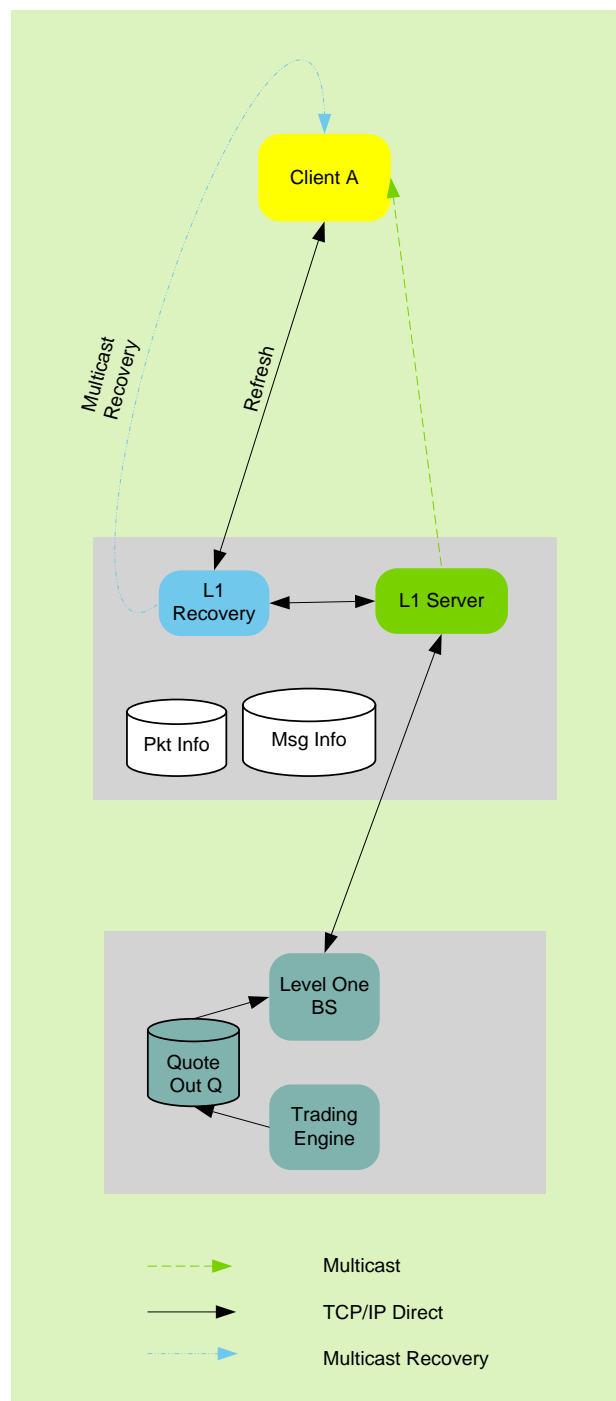 Client A
Multicast
Recovery
Refresh
L1
Recovery
L1 Server
Pkt Info
Msg Info
Level One
BS
Quote
Out Q
Trading
Engine
Multicast
TCP/IP Direct
Multicast Recovery